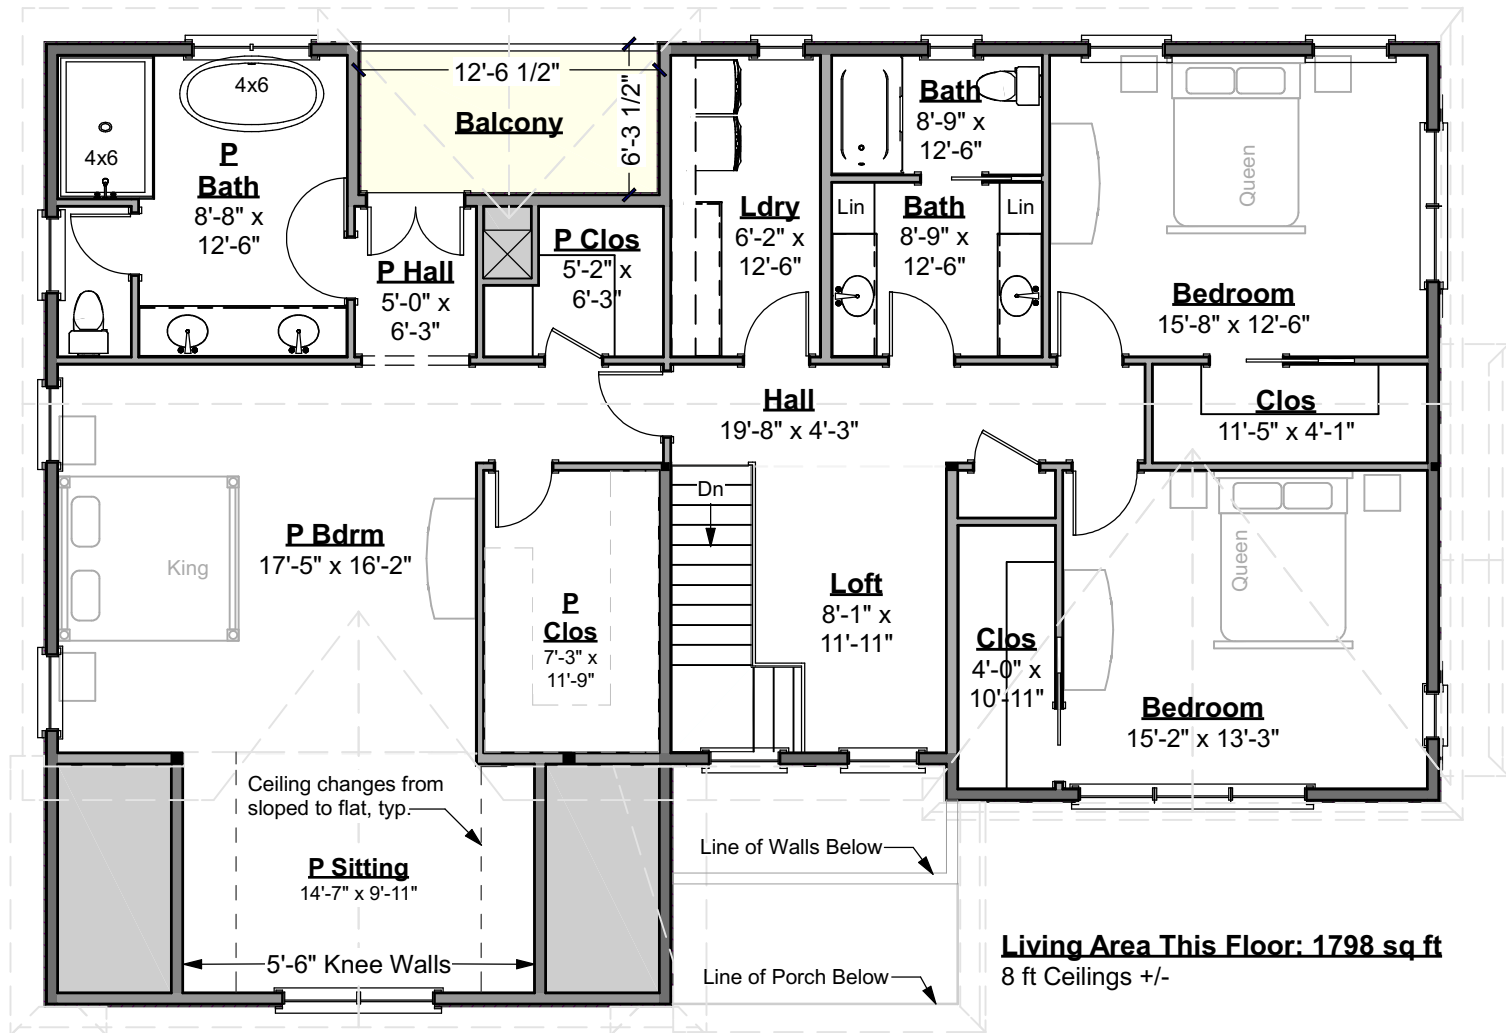 4x6
4x6
P
Bath
8'-8" x
12'-6"
12'-6 1/2"
Balcony
6'-3 1/2"
P Hall
5'-0" x
6'-3"
P Clos
5'-2" x
6'-3"
Ldry
6'-2" x
12'-6"
Bath
8'-9" x
12'-6"
Lin
Bath
8'-9" x
12'-6"
Lin
Queen
Bedroom
15'-8" x 12'-6"
Hall
19'-8" x 4'-3"
Clos
11'-5" x 4'-1"
King
P Bdrm
17'-5" x 16'-2"
P
Clos
7'-3" x
11'-9"
Dn
Loft
8'-1" x
11'-11"
Clos
4'-0" x
10'-11"
Queen
Bedroom
15'-2" x 13'-3"
Ceiling changes from
sloped to flat, typ.
P Sitting
14'-7" x 9'-11"
5'-6" Knee Walls
Line of Walls Below
Line of Porch Below
Living Area This Floor: 1798 sq ft
8 ft Ceilings +/-